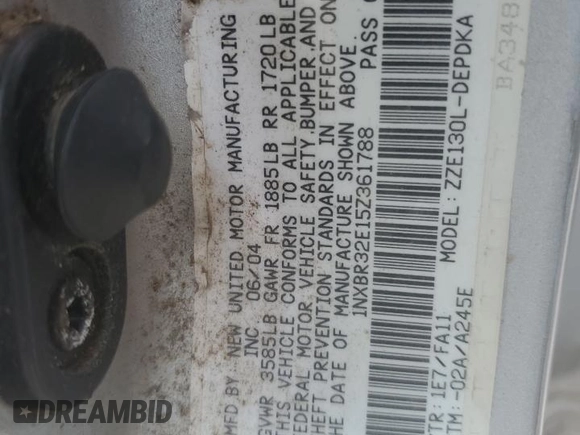 MFD BY NEW UNITED MOTOR MANUFACTURING
INC 06/04
GVWR 3585LB GAWR FR 1885LB RR 1720LB
THIS VEHICLE CONFORMS TO ALL APPLICABLE
FEDERAL MOTOR VEHICLE SAFETY, BUMPER, AND
THEFT PREVENTION STANDARDS IN EFFECT ON
THE DATE OF MANUFACTURE SHOWN ABOVE.
1NXBR32E15Z361788 PASS
BA348
C/TR: 1E7/FA11 MODEL: ZZE130L-DEPDKA
/TM: -02A/A245E
DREAMBID